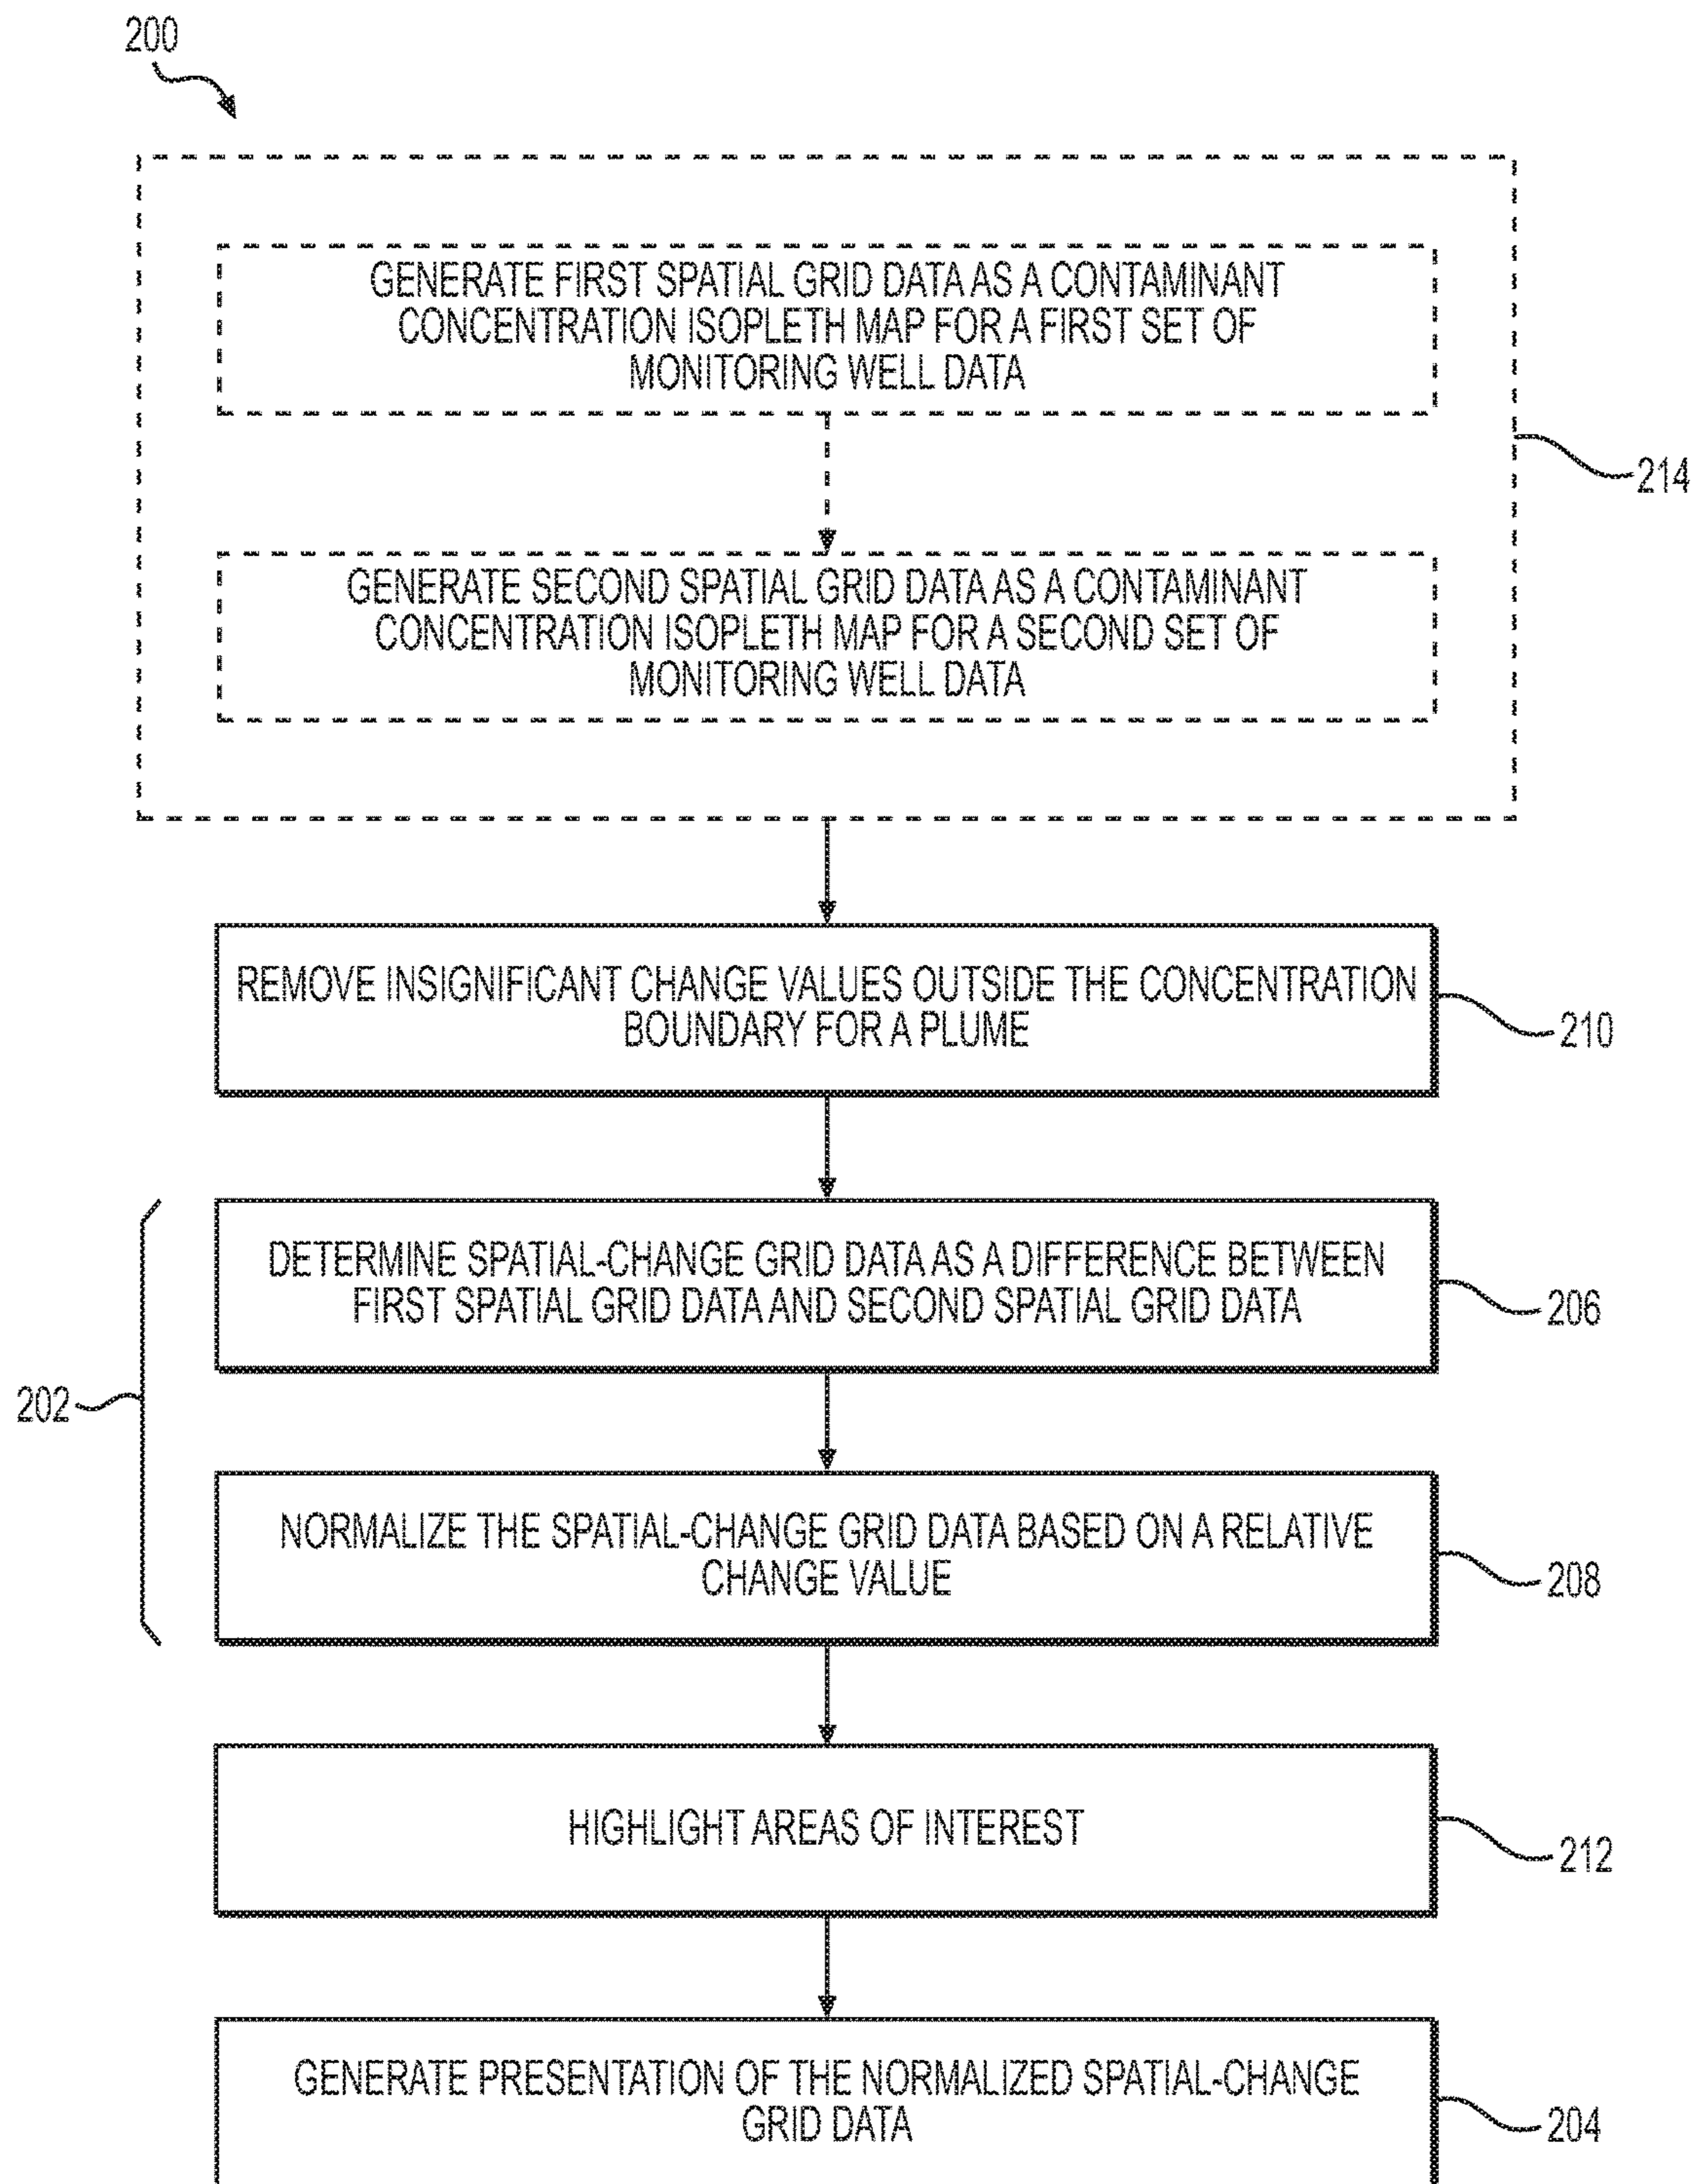 200
GENERATE FIRST SPATIAL GRID DATA AS A CONTAMINANT
CONCENTRATION ISOPLETH MAP FOR A FIRST SET OF
MONITORING WELL DATA
214
GENERATE SECOND SPATIAL GRID DATA AS A CONTAMINANT
CONCENTRATION ISOPLETH MAP FOR A SECOND SET OF
MONITORING WELL DATA
REMOVE INSIGNIFICANT CHANGE VALUES OUTSIDE THE CONCENTRATION
BOUNDARY FOR A PLUME
210
DETERMINE SPATIAL-CHANGE GRID DATA AS A DIFFERENCE BETWEEN
FIRST SPATIAL GRID DATA AND SECOND SPATIAL GRID DATA
206
202
NORMALIZE THE SPATIAL-CHANGE GRID DATA BASED ON A RELATIVE
CHANGE VALUE
208
HIGHLIGHT AREAS OF INTEREST
212
GENERATE PRESENTATION OF THE NORMALIZED SPATIAL-CHANGE
GRID DATA
204